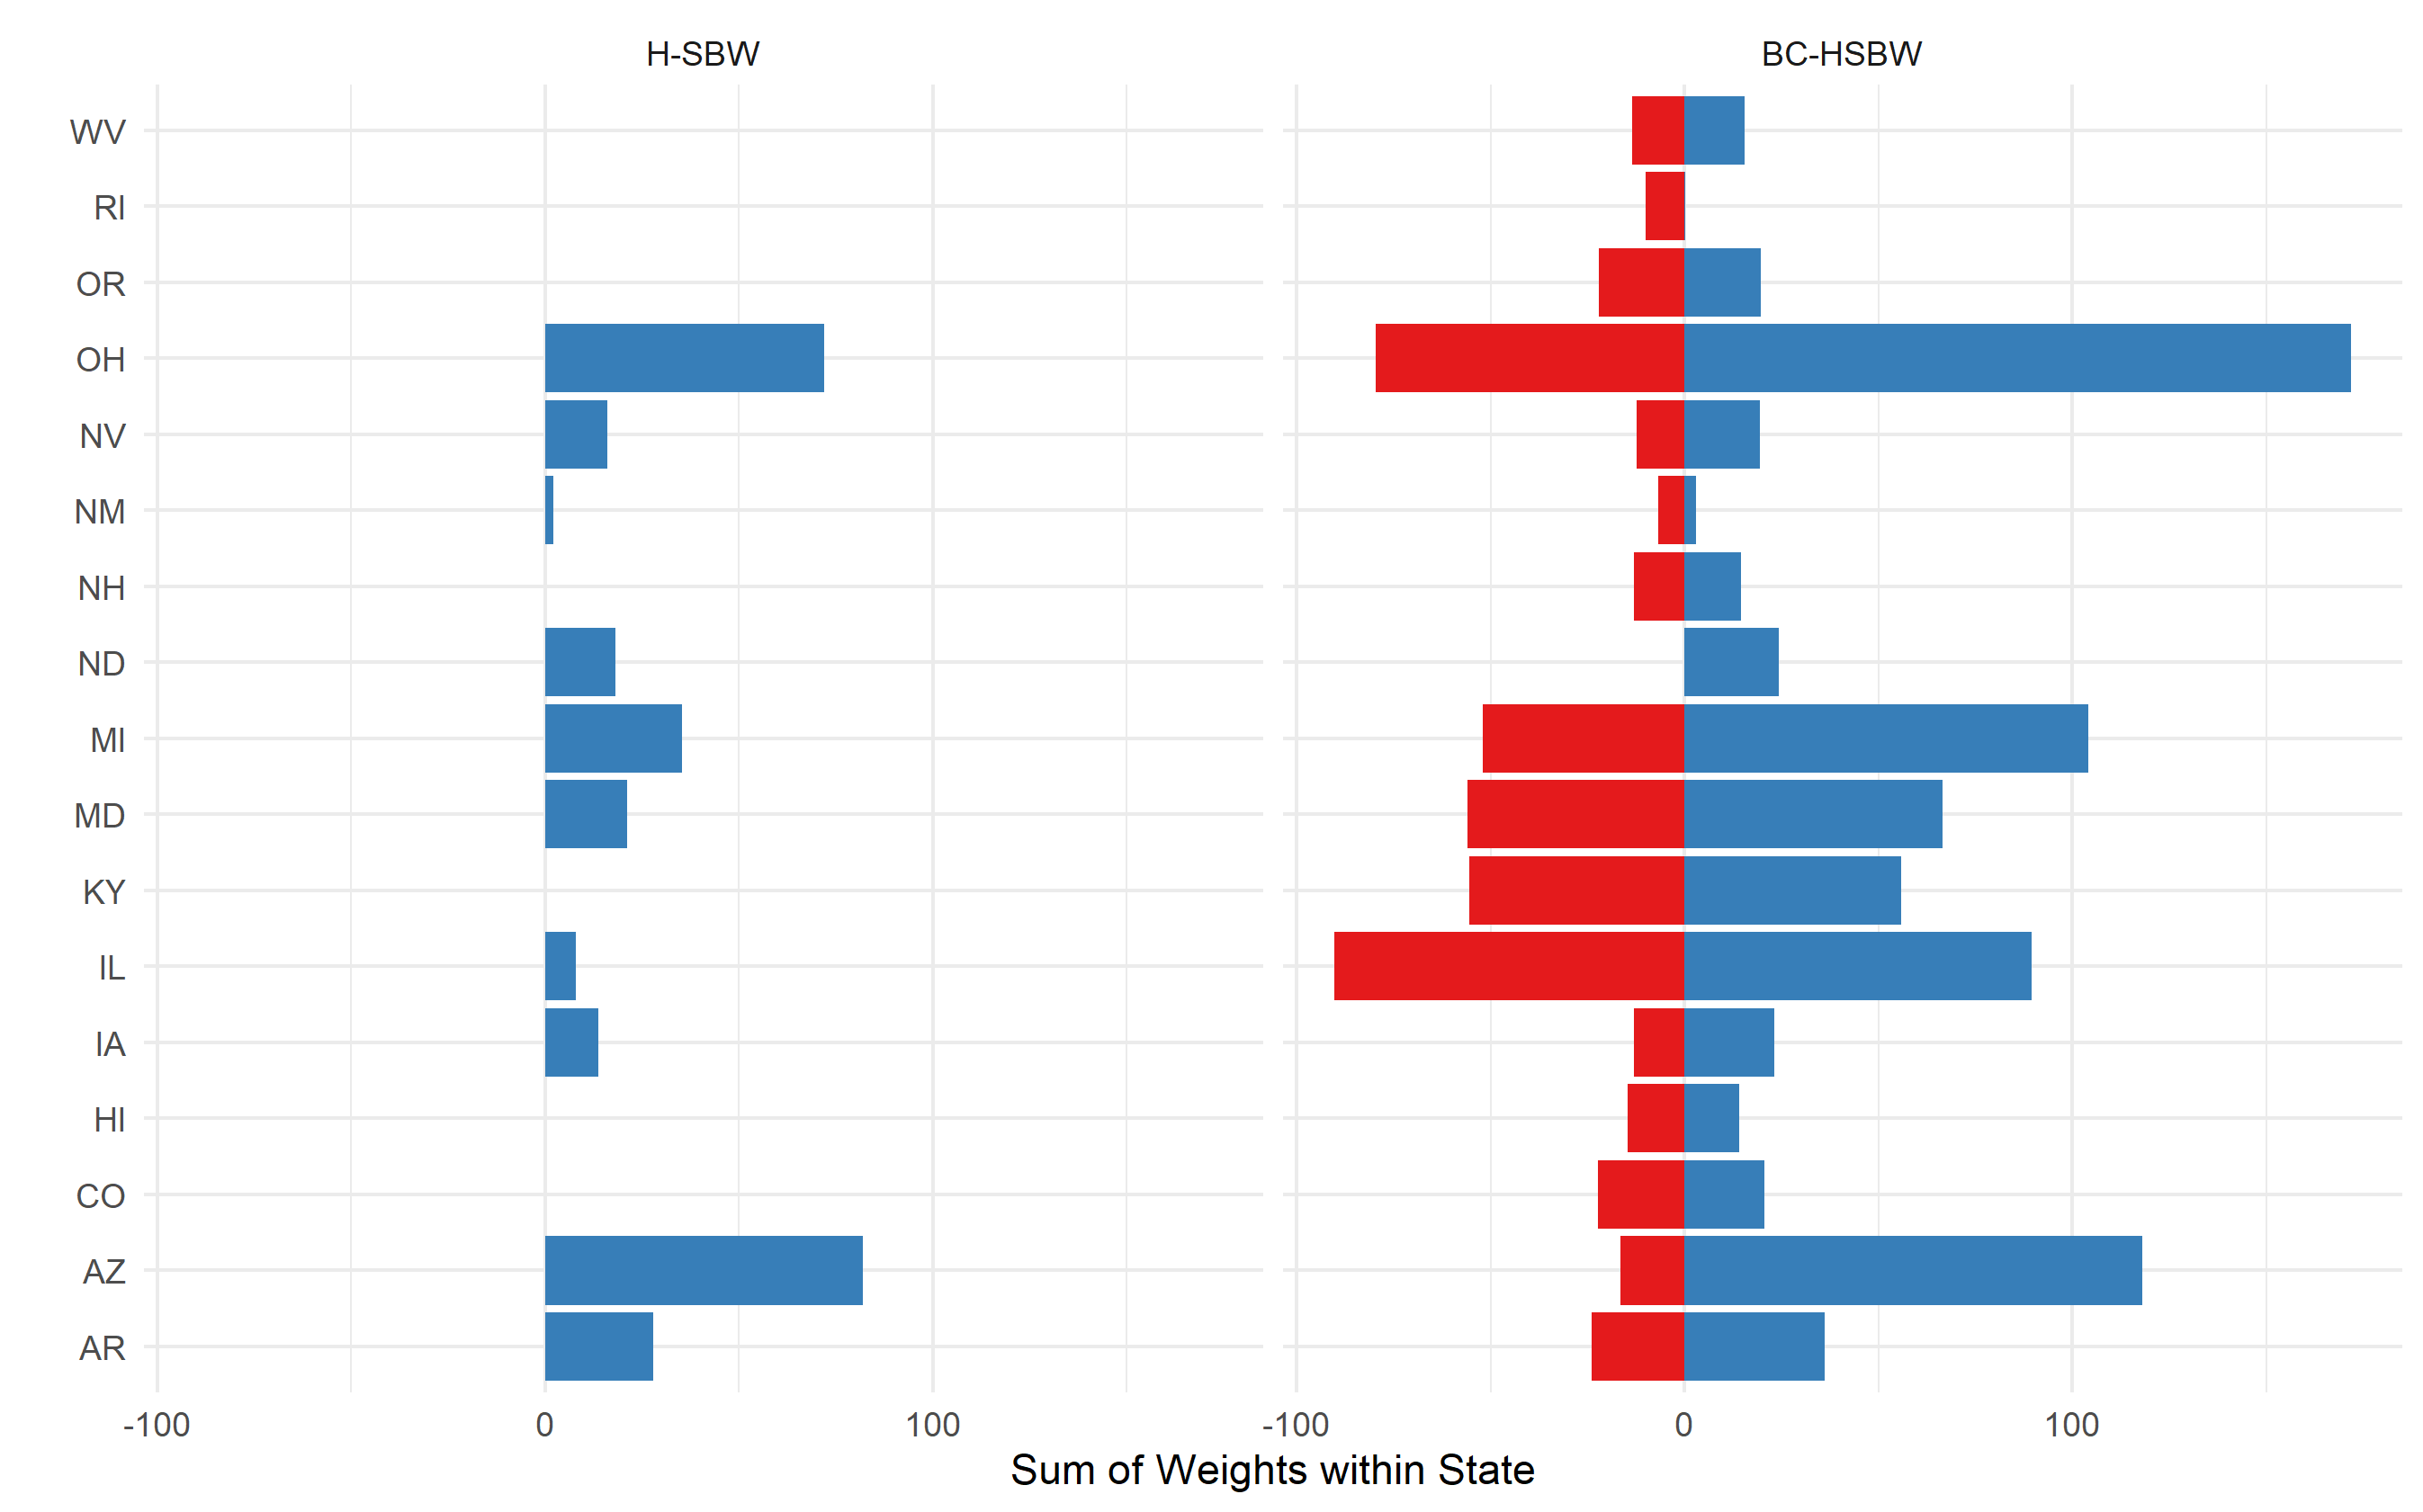 H-SBW BC-HSBW
WV
RI
OR
OH
NV
NM
NH
ND
MI
MD
KY
IL
IA
HI
CO
AZ
AR
-100 0 100 -100 0 100
Sum of Weights within State